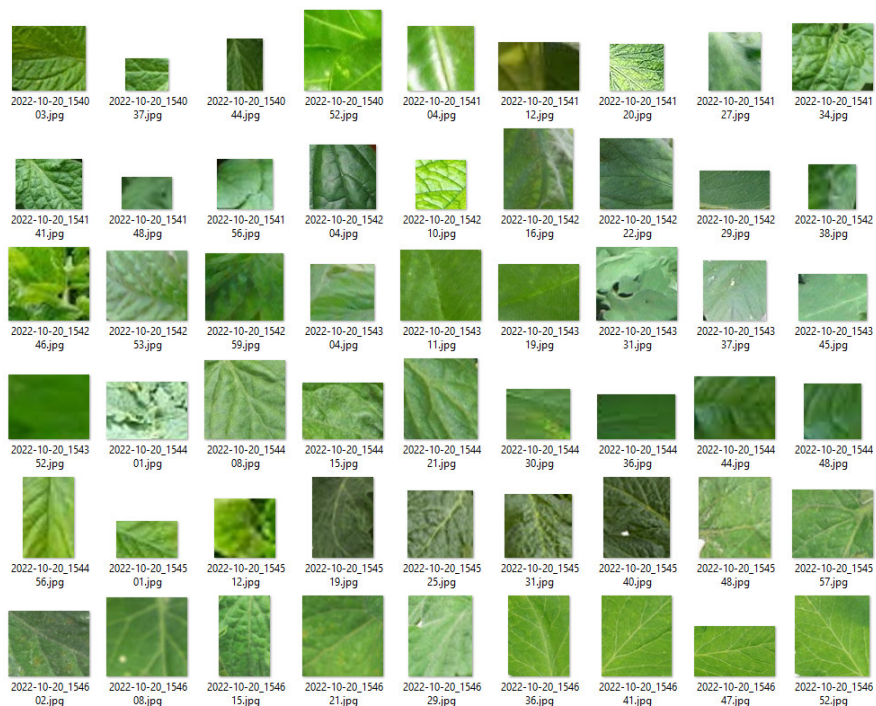 2022-10-20_1540 2022-10-20_1540 2022-10-20_1540 2022-10-20_1540 2022-10-20_1541 2022-10-20_1541 2022-10-20_1541 2022-10-20_1541 2022-10-20_1541
03.jpg 37.jpg 44.jpg 52.jpg 04.jpg 12.jpg 20.jpg 27.jpg 34.jpg
2022-10-20_1541 2022-10-20_1541 2022-10-20_1541 2022-10-20_1542 2022-10-20_1542 2022-10-20_1542 2022-10-20_1542 2022-10-20_1542 2022-10-20_1542
41.jpg 48.jpg 56.jpg 04.jpg 10.jpg 16.jpg 22.jpg 29.jpg 38.jpg
2022-10-20_1542 2022-10-20_1542 2022-10-20_1542 2022-10-20_1543 2022-10-20_1543 2022-10-20_1543 2022-10-20_1543 2022-10-20_1543 2022-10-20_1543
46.jpg 53.jpg 59.jpg 04.jpg 11.jpg 19.jpg 31.jpg 37.jpg 45.jpg
2022-10-20_1543 2022-10-20_1544 2022-10-20_1544 2022-10-20_1544 2022-10-20_1544 2022-10-20_1544 2022-10-20_1544 2022-10-20_1544 2022-10-20_1544
52.jpg 01.jpg 08.jpg 15.jpg 21.jpg 30.jpg 36.jpg 44.jpg 48.jpg
2022-10-20_1544 2022-10-20_1545 2022-10-20_1545 2022-10-20_1545 2022-10-20_1545 2022-10-20_1545 2022-10-20_1545 2022-10-20_1545 2022-10-20_1545
56.jpg 01.jpg 12.jpg 19.jpg 25.jpg 31.jpg 40.jpg 48.jpg 57.jpg
2022-10-20_1546 2022-10-20_1546 2022-10-20_1546 2022-10-20_1546 2022-10-20_1546 2022-10-20_1546 2022-10-20_1546 2022-10-20_1546 2022-10-20_1546
02.jpg 08.jpg 15.jpg 21.jpg 29.jpg 36.jpg 41.jpg 47.jpg 52.jpg